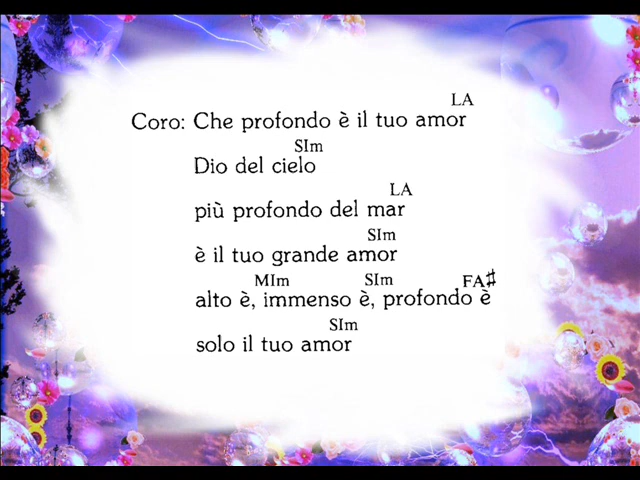 LA
Coro: Che profondo è il tuo amor
SIm
Dio del cielo
LA
più profondo del mar
SIm
è il tuo grande amor
MIm SIm FA♯
alto è, immenso è, profondo è
SIm
solo il tuo amor